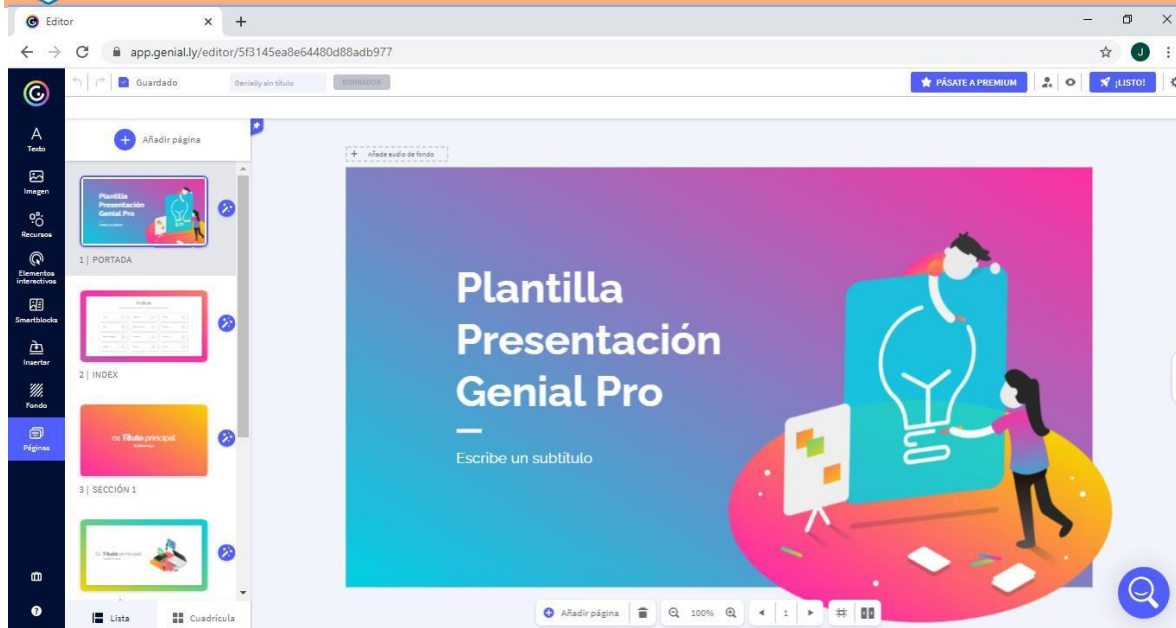 Editor
app.genial.ly/editor/5f3145ea8e64480d88adb977
J
Guardado
Genially sin título
BORRADOR
PÁSATE A PREMIUM
¡LISTO!
Texto
Imagen
Recursos
Elementos
interactivos
Smartblocks
Insertar
Fondo
Páginas
Añadir página
Plantilla
Presentación
Genial Pro
1 | PORTADA
2 | INDEX
01 Título principal
3 | SECCIÓN 1
01 Título principal
Lista
Cuadrícula
Añade audio de fondo
Plantilla
Presentación
Genial Pro
Escribe un subtítulo
Añadir página
100%
1